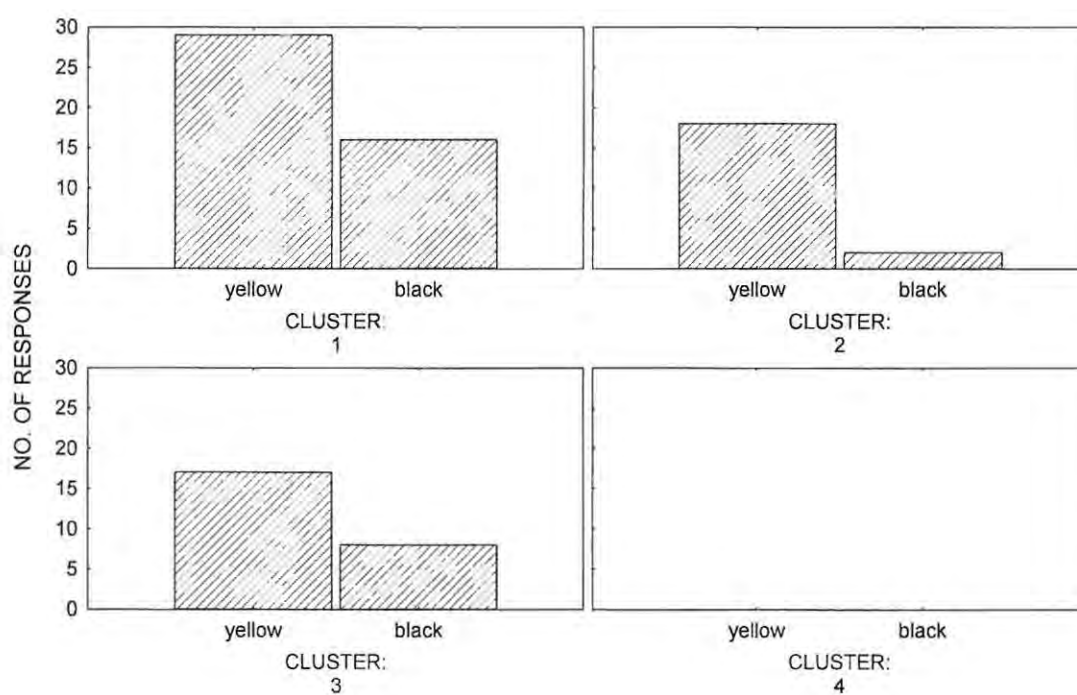 NO. OF RESPONSES
30
25
20
15
10
5
0
yellow black
CLUSTER:
1
yellow black
CLUSTER:
2
30
25
20
15
10
5
0
yellow black
CLUSTER:
3
yellow black
CLUSTER:
4